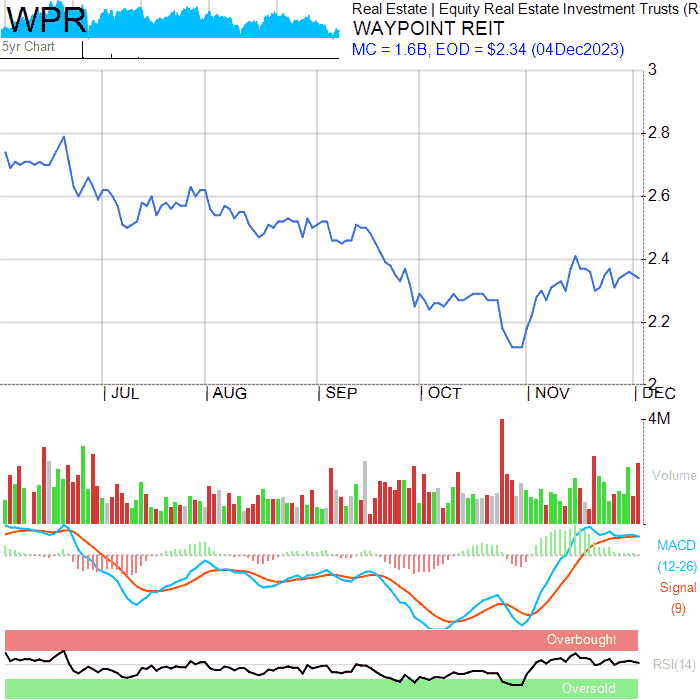 WPR
5yr Chart
Real Estate | Equity Real Estate Investment Trusts (R
WAYPOINT REIT
MC = 1.6B, EOD = $2.34 (04Dec2023)
3
2.8
2.6
2.4
2.2
2
| JUL | AUG | SEP | OCT | NOV | DEC
4M
Volume
MACD
(12-26)
Signal
(9)
Overbought
RSI(14)
Oversold